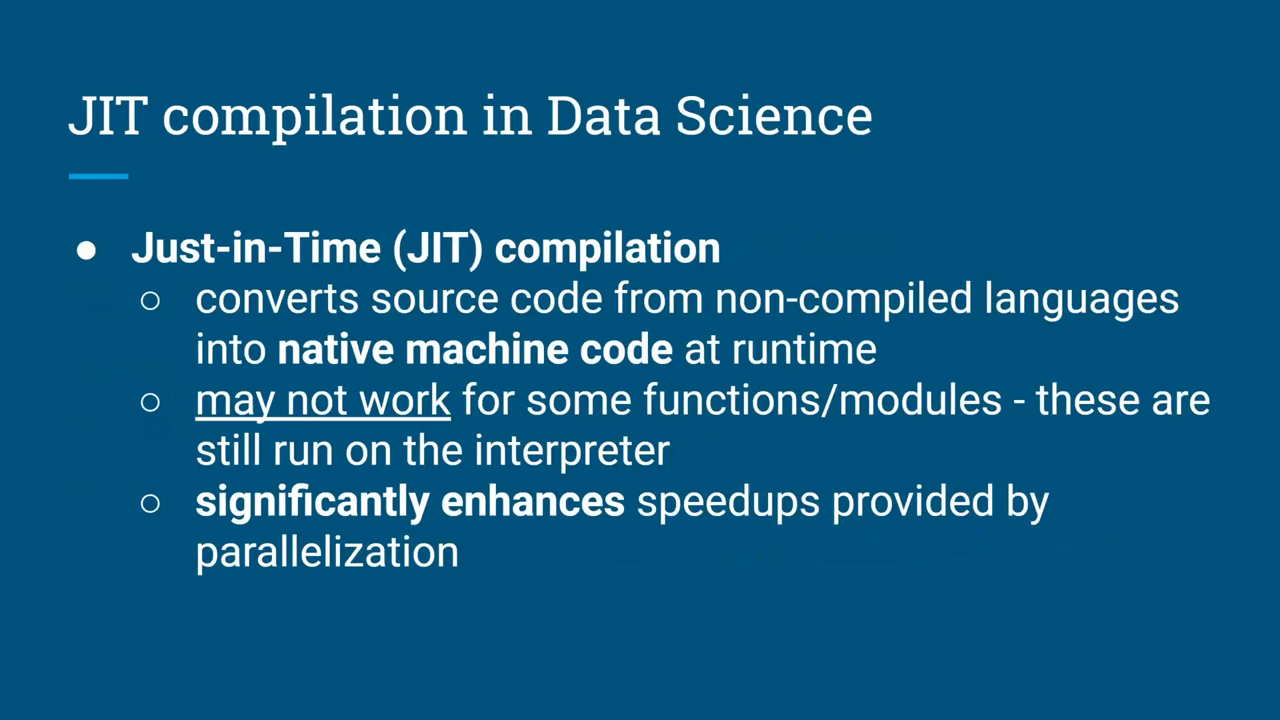 JIT compilation in Data Science
● Just-in-Time (JIT) compilation
○ converts source code from non-compiled languages
into native machine code at runtime
○ may not work for some functions/modules - these are
still run on the interpreter
○ significantly enhances speedups provided by
parallelization